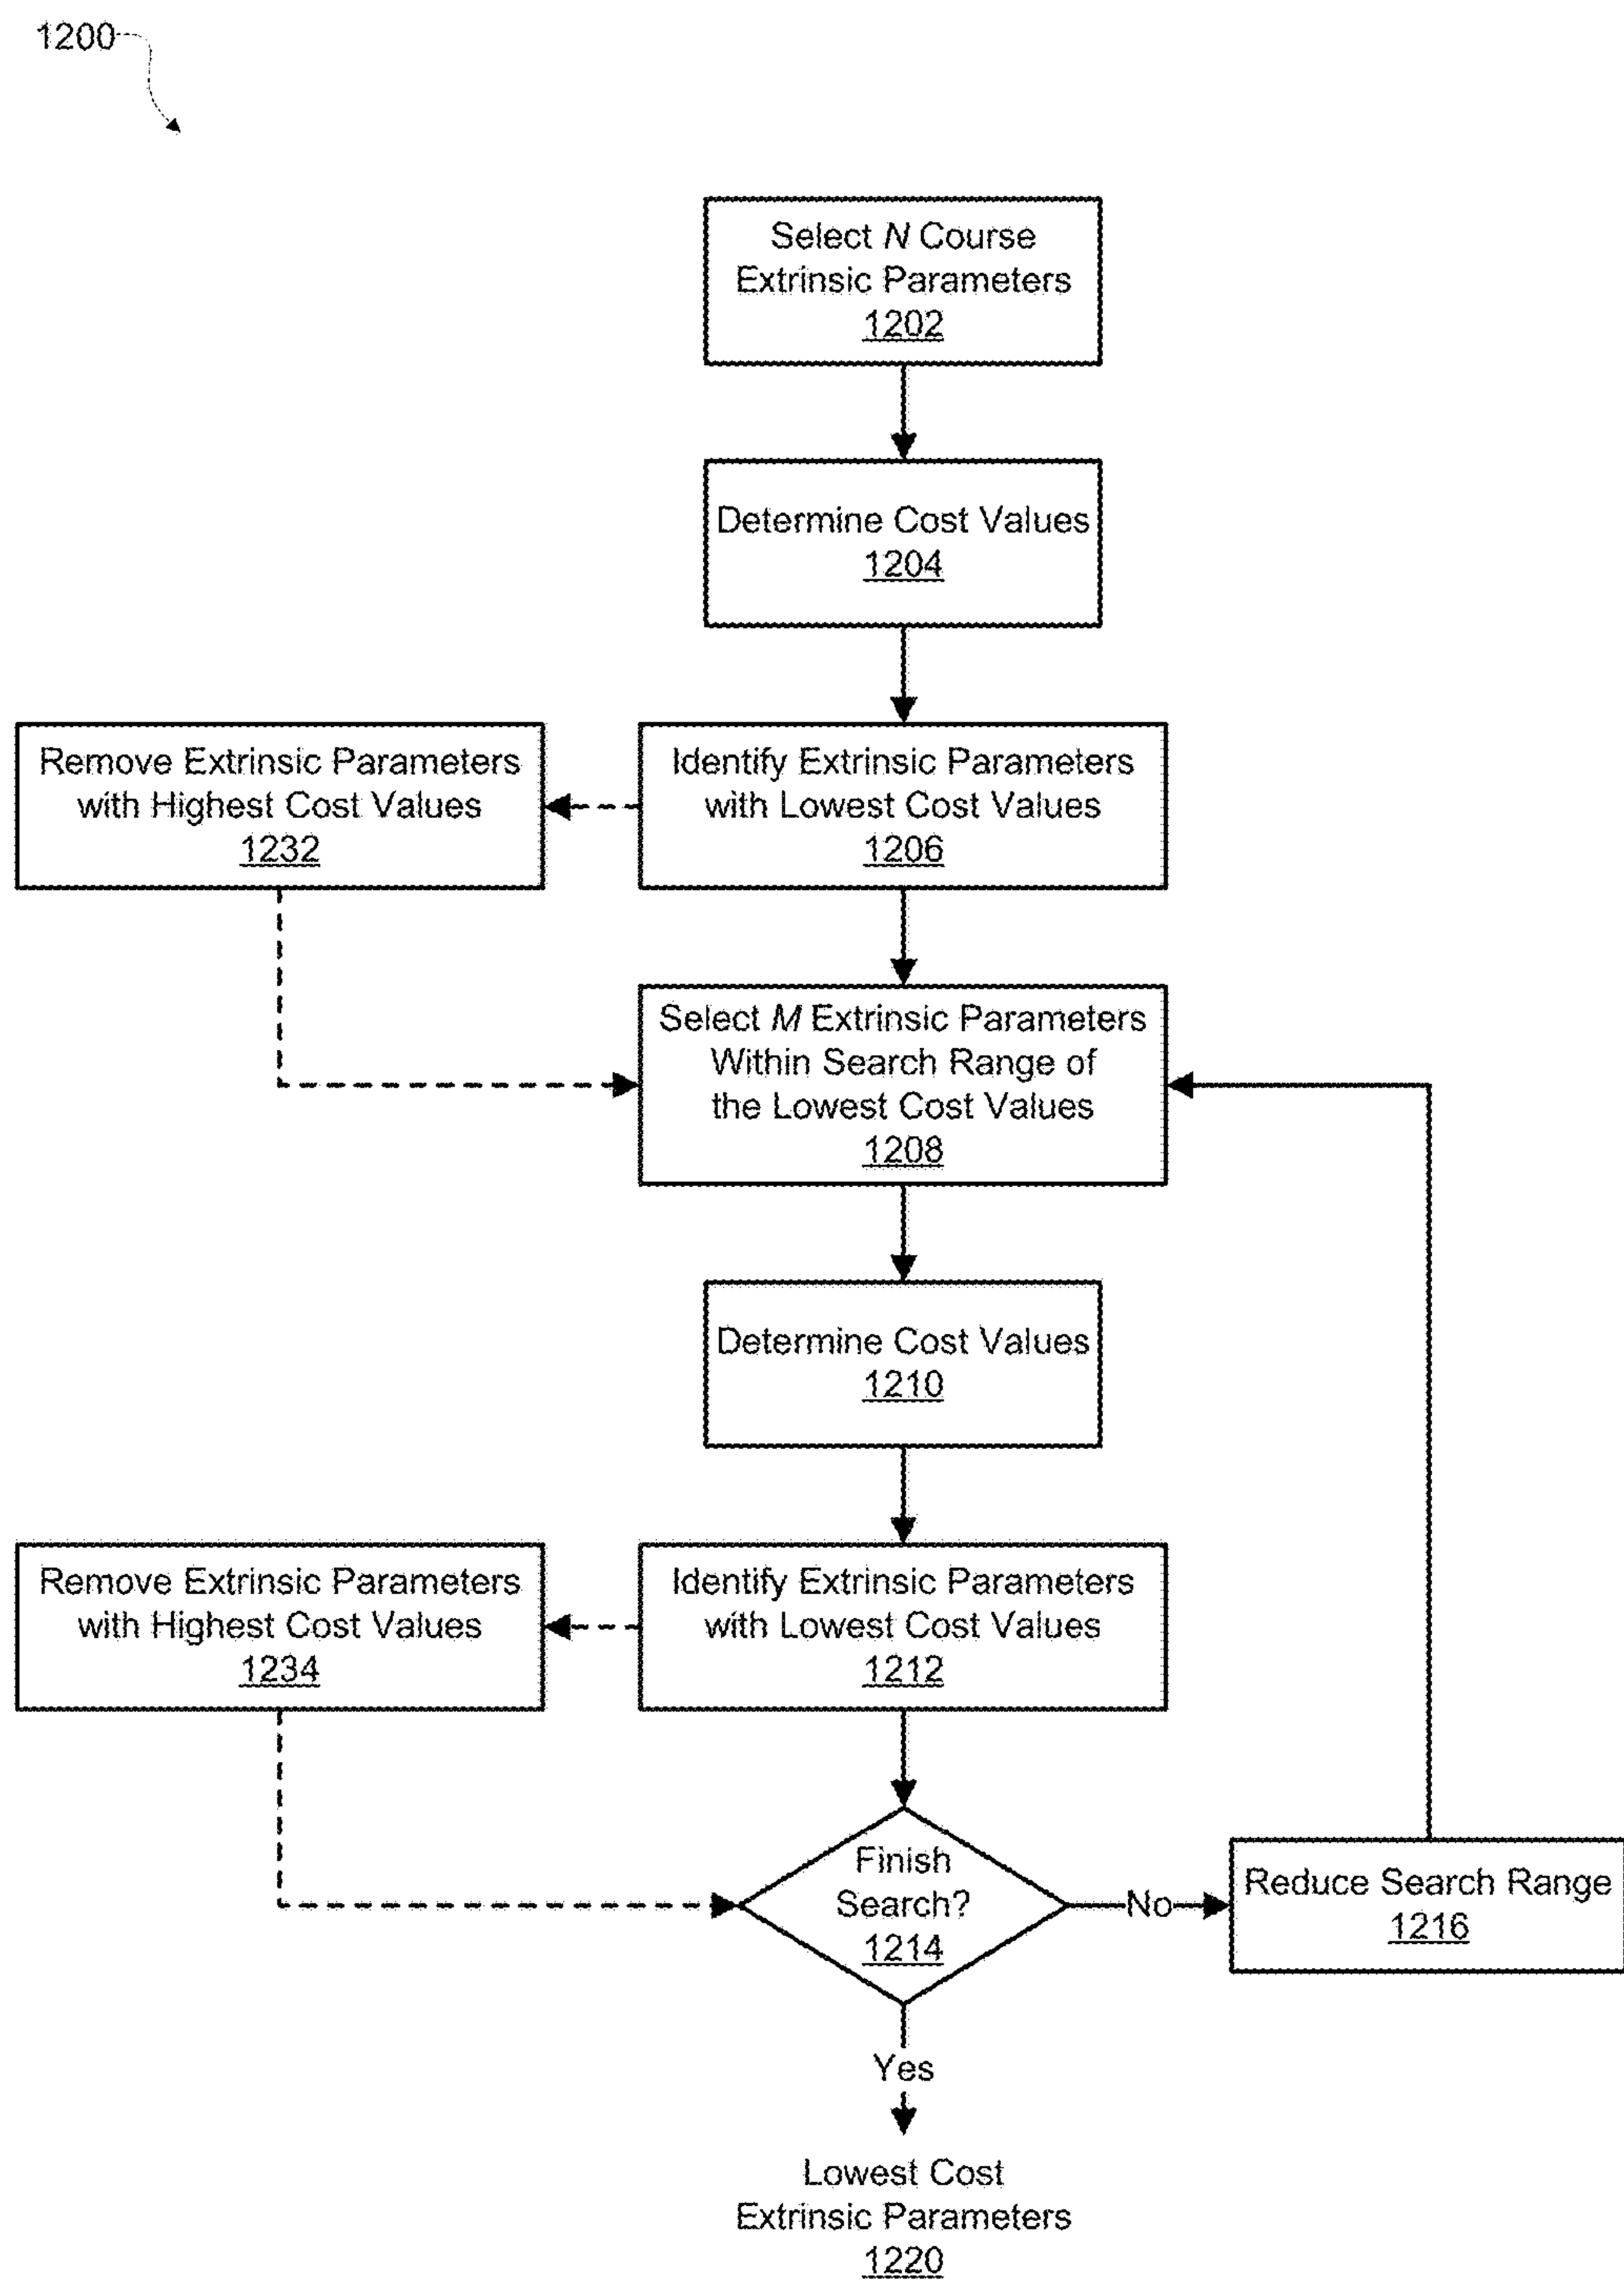 1200
Select N Course
Extrinsic Parameters
1202
Determine Cost Values
1204
Remove Extrinsic Parameters
with Highest Cost Values
1232
Identify Extrinsic Parameters
with Lowest Cost Values
1206
Select M Extrinsic Parameters
Within Search Range of
the Lowest Cost Values
1208
Determine Cost Values
1210
Remove Extrinsic Parameters
with Highest Cost Values
1234
Identify Extrinsic Parameters
with Lowest Cost Values
1212
Finish
Search?
1214
No
Reduce Search Range
1216
Yes
Lowest Cost
Extrinsic Parameters
1220